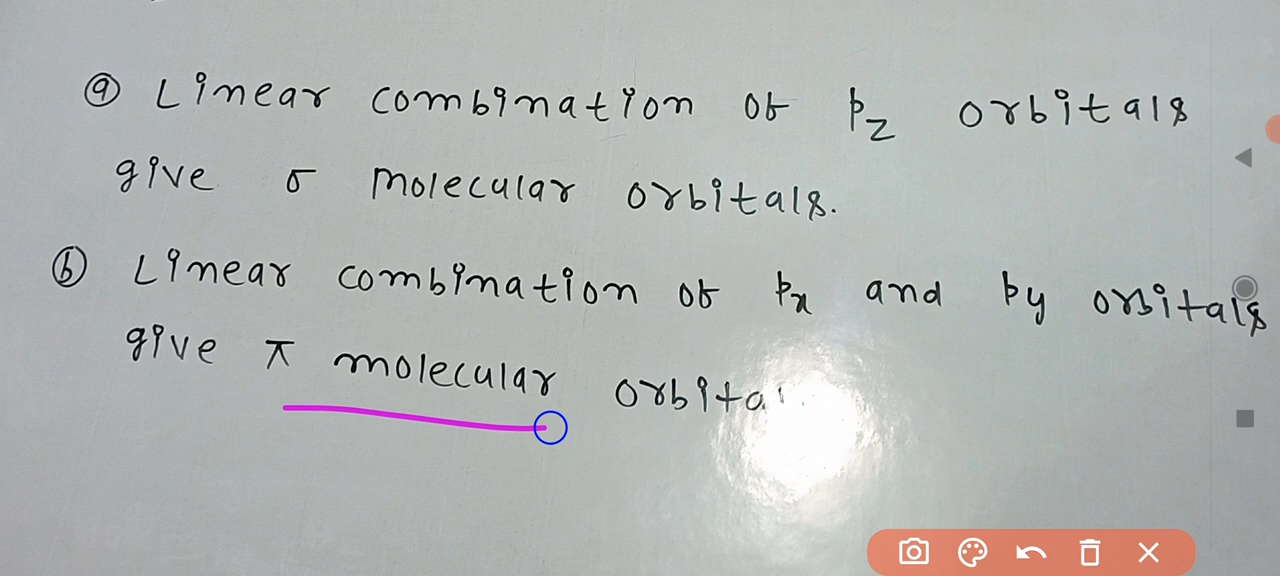 ⓐ Linear combination of pz orbitals
give σ molecular orbitals.
ⓑ Linear combination of px and py orbitals
give π molecular